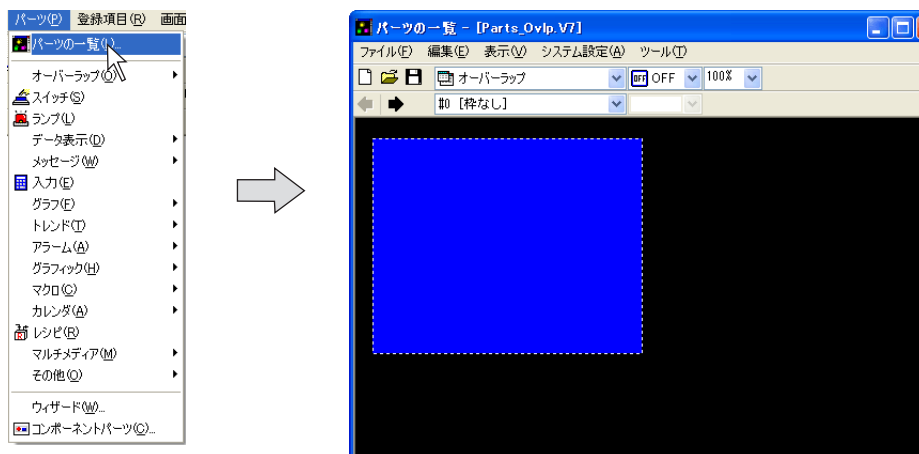 パーツ(P) 登録項目(R) 画面
パーツの一覧(L)...
オーバーラップ(O)
スイッチ(S)
ランプ(L)
データ表示(D)
メッセージ(W)
入力(E)
グラフ(F)
トレンド(T)
アラーム(A)
グラフィック(H)
マクロ(C)
カレンダ(A)
レシピ(R)
マルチメディア(M)
その他(O)
ウィザード(W)...
コンポーネントパーツ(C)...
パーツの一覧 - [Parts_Ovlp.V7]
ファイル(F) 編集(E) 表示(V) システム設定(A) ツール(T)
オーバーラップ OFF OFF 100%
#0 [枠なし]